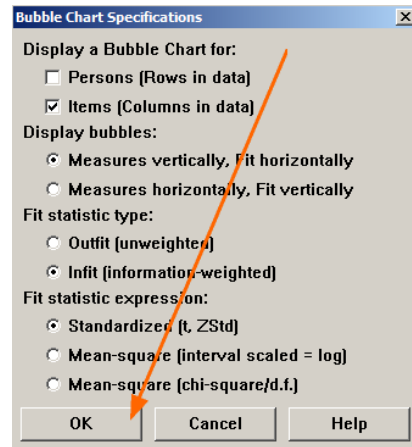 Bubble Chart Specifications
Display a Bubble Chart for:
Persons (Rows in data)
Items (Columns in data)
Display bubbles:
Measures vertically, Fit horizontally
Measures horizontally, Fit vertically
Fit statistic type:
Outfit (unweighted)
Infit (information-weighted)
Fit statistic expression:
Standardized (t, ZStd)
Mean-square (interval scaled = log)
Mean-square (chi-square/d.f.)
OK Cancel Help